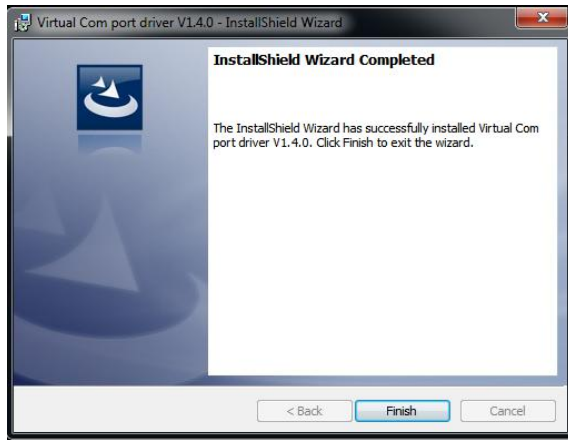 Virtual Com port driver V1.4.0 - InstallShield Wizard
InstallShield Wizard Completed
The InstallShield Wizard has successfully installed Virtual Com
port driver V1.4.0. Click Finish to exit the wizard.
< Back
Finish
Cancel